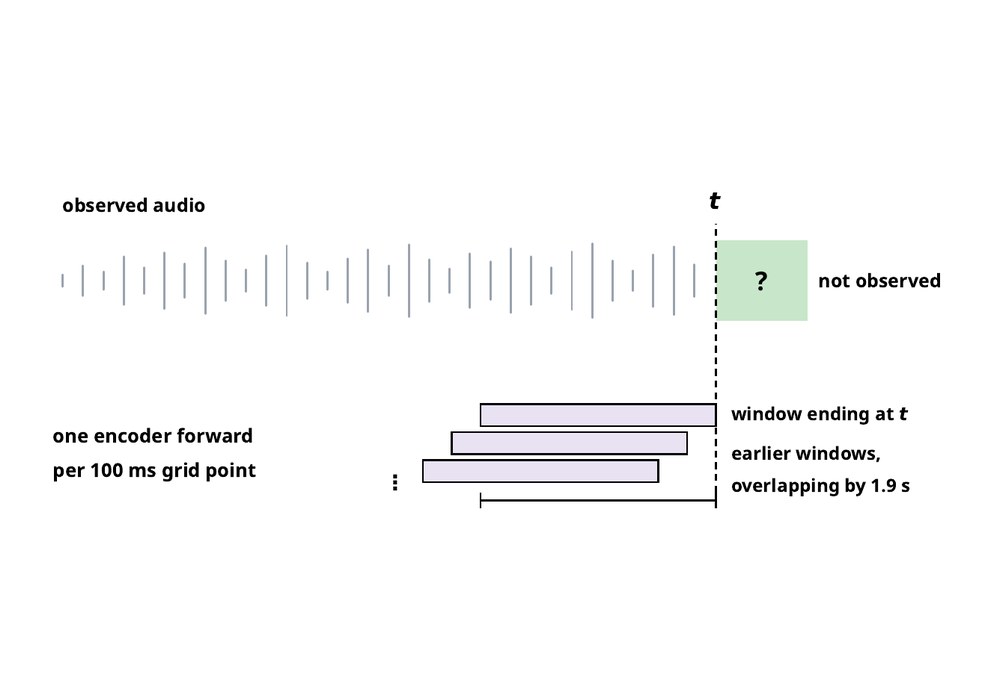 observed audio
t
?
not observed
one encoder forward
per 100 ms grid point
⋮
window ending at t
earlier windows,
overlapping by 1.9 s